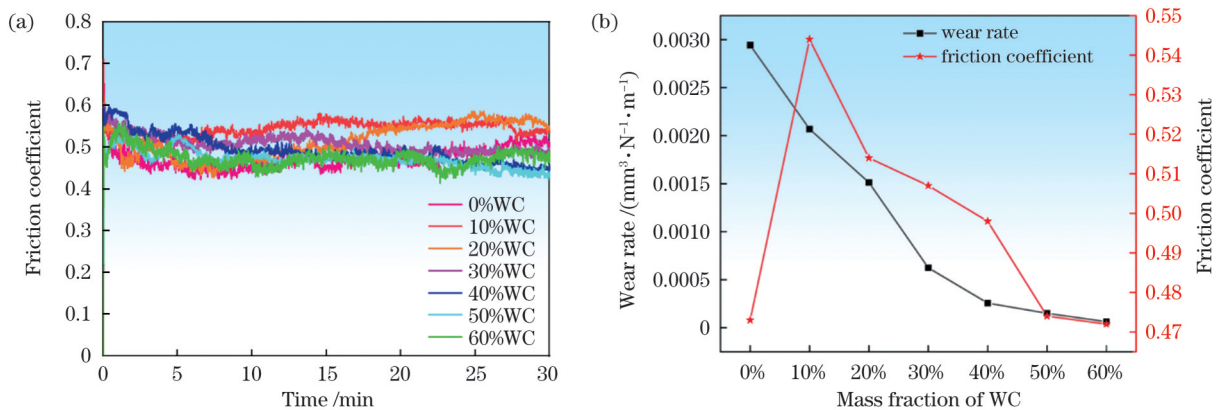 (a)
0.8
0.7
0.6
0.5
0.4
0.3
0.2
0.1
0
Friction coefficient
0%WC
10%WC
20%WC
30%WC
40%WC
50%WC
60%WC
0 5 10 15 20 25 30
Time /min
(b)
wear rate
friction coefficient
0.0030
0.0025
0.0020
0.0015
0.0010
0.0005
0
Wear rate /(mm³·N⁻¹·m⁻¹)
0.55
0.54
0.53
0.52
0.51
0.50
0.49
0.48
0.47
Friction coefficient
0% 10% 20% 30% 40% 50% 60%
Mass fraction of WC